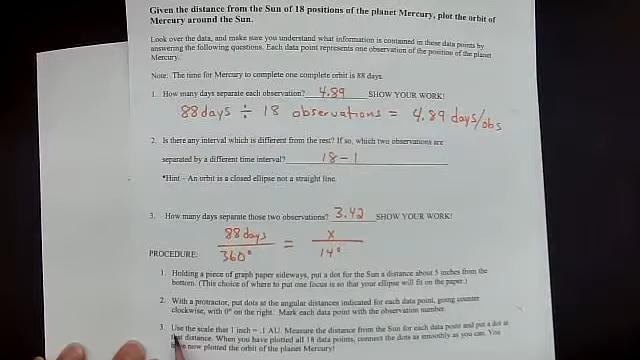 Given the distance from the Sun of 18 positions of the planet Mercury, plot the orbit of
Mercury around the Sun.
Look over the data, and make sure you understand what information is contained in these data points by
answering the following questions. Each data point represents one observation of the position of the planet
Mercury.
Note: The time for Mercury to complete one complete orbit is 88 days.
1. How many days separate each observation? 4.89 SHOW YOUR WORK!
88 days ÷ 18 observations = 4.89 days/obs
2. Is there any interval which is different from the rest? If so, which two observations are
separated by a different time interval? 18-1
*Hint – An orbit is a closed ellipse not a straight line.
3. How many days separate those two observations? 3.42 SHOW YOUR WORK!
88 days = x
360° 14°
PROCEDURE:
1. Holding a piece of graph paper sideways, put a dot for the Sun a distance about 5 inches from the
bottom. (This choice of where to put one focus is so that your ellipse will fit on the paper.)
2. With a protractor, put dots at the angular distances indicated for each data point, going counter
clockwise, with 0° on the right. Mark each data point with the observation number.
3. Use the scale that 1 inch = .1 AU. Measure the distance from the Sun for each data point and put a dot at
that distance. When you have plotted all 18 data points, connect the dots as smoothly as you can. You
have now plotted the orbit of the planet Mercury!